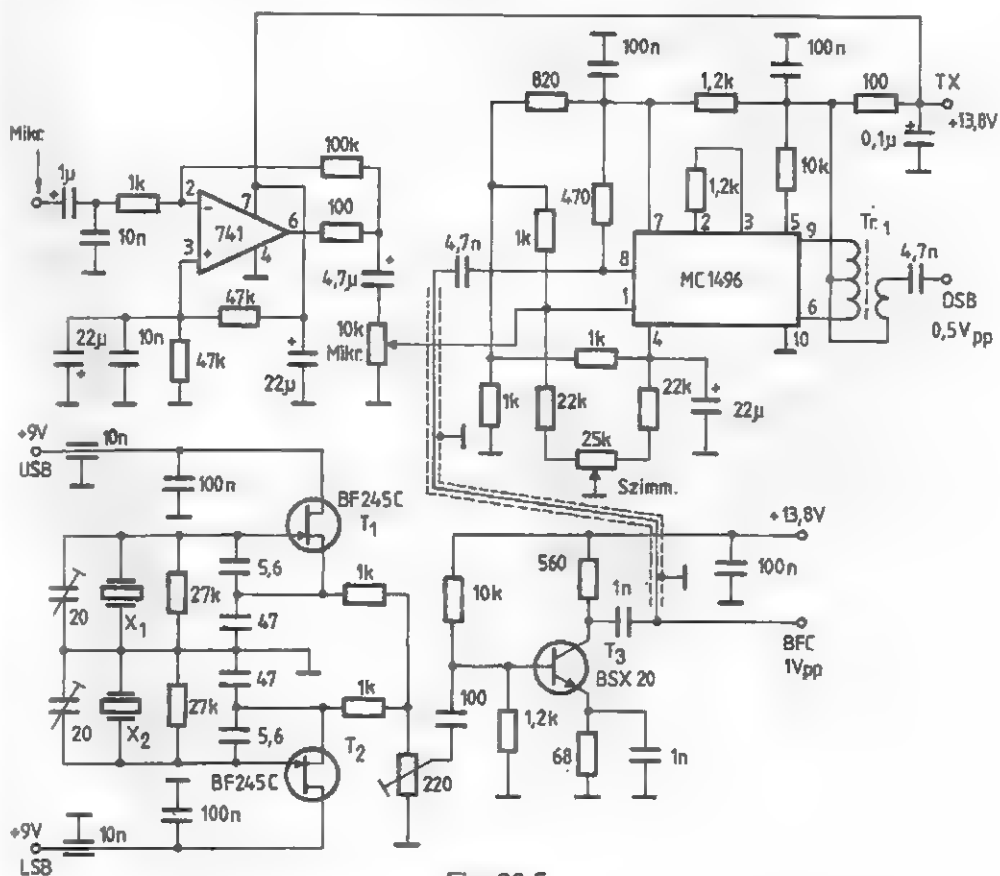 100n
100n
820
1,2k
100
TX
+13,8V
0,1µ
+
Mikr.
1µ
+
1k
2
-
7
741
6
3
+
4
10n
100k
100
4,7µ
+
10k
Mikr.
47k
22µ
+
10n
47k
+
22µ
470
1k
4,7n
1,2k
10k
7
2
3
5
9
8
MC1496
1
6
4
10
Tr.1
4,7n
DSB
0,5Vpp
1k
1k
22k
22k
+
22µ
25k
Szimm.
+9V
USB
10n
100n
BF245C
T1
20
X1
27k
5,6
47
1k
20
X2
27k
47
5,6
1k
T2
BF245C
100n
+9V
LSB
10n
220
100
10k
1,2k
560
1n
T3
BSX 20
68
1n
+13,8V
100n
BFC
1Vpp